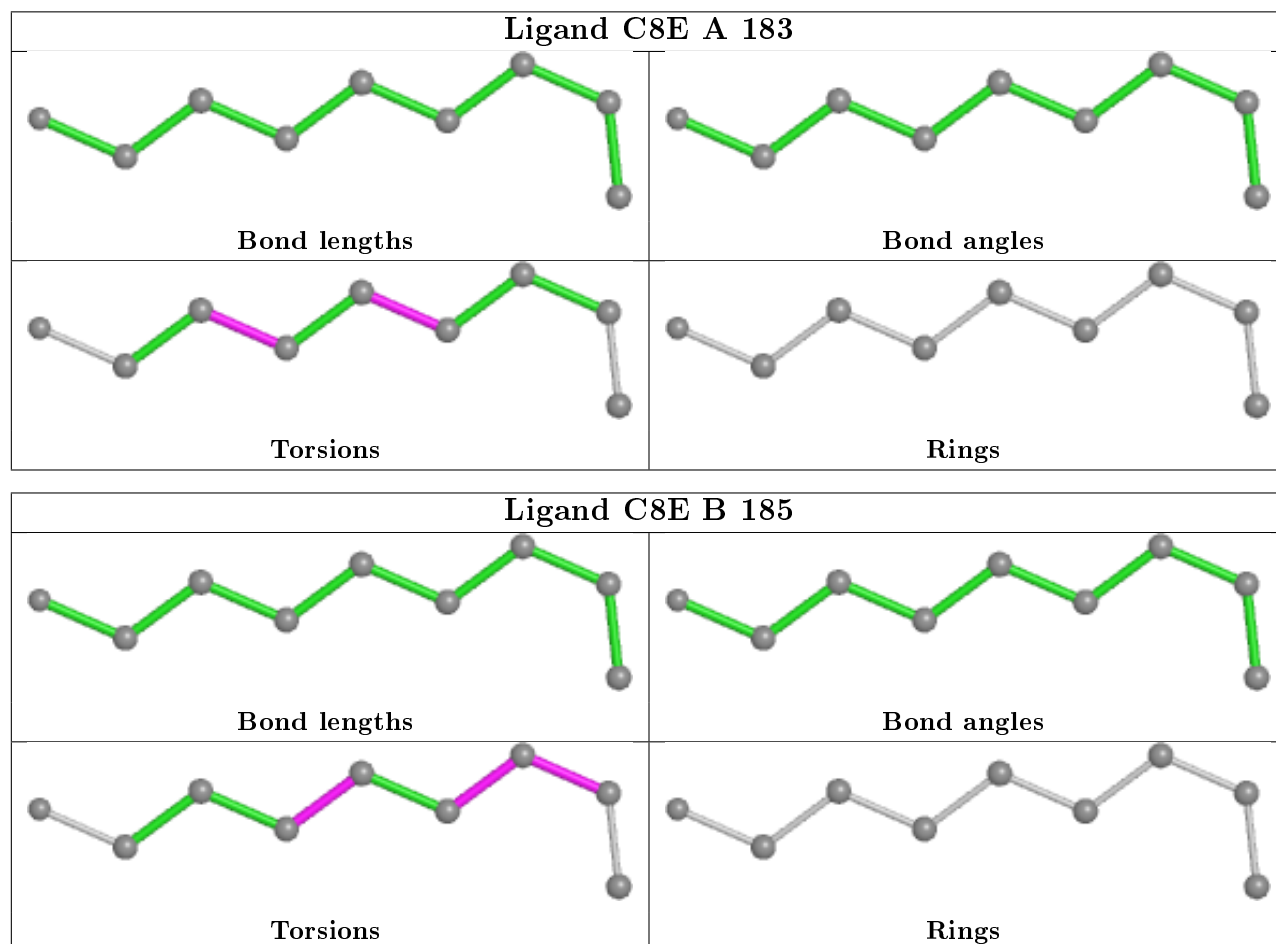 Ligand C8E A 183
Bond lengths
Bond angles
Torsions
Rings
Ligand C8E B 185
Bond lengths
Bond angles
Torsions
Rings